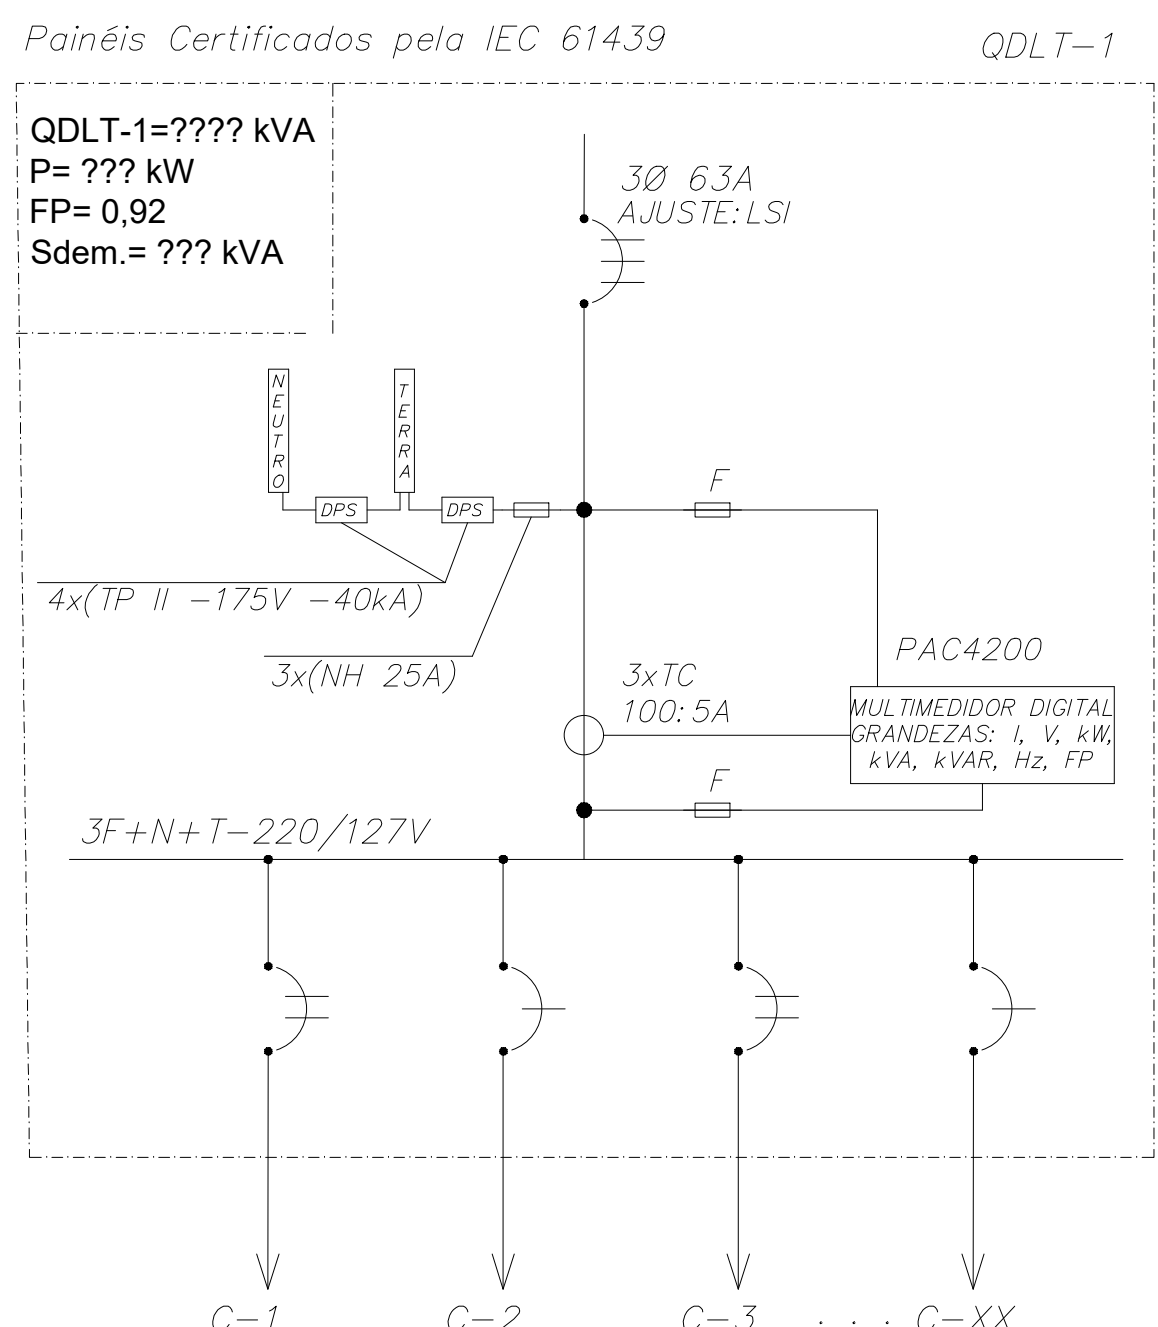 Painéis Certificados pela IEC 61439
QDLT-1
QDLT-1=???? kVA
P= ??? kW
FP= 0,92
Sdem.= ??? kVA
3Ø 63A
AJUSTE:LSI
NEUTRO
TERRA
F
DPS
DPS
4x(TP II -175V -40kA)
3x(NH 25A)
PAC4200
3xTC
100:5A
MULTIMEDIDOR DIGITAL
GRANDEZAS: I, V, kW,
kVA, kVAR, Hz, FP
F
3F+N+T-220/127V
C-1
C-2
C-3
. . .
C-XX